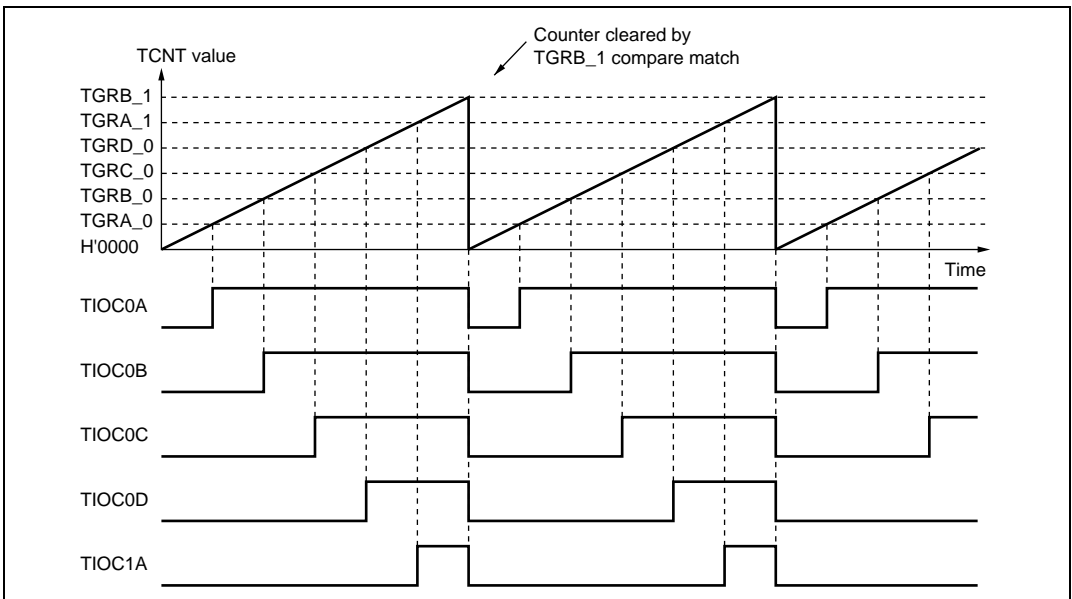 Counter cleared by
TGRB_1 compare match
TCNT value
TGRB_1
TGRA_1
TGRD_0
TGRC_0
TGRB_0
TGRA_0
H'0000
Time
TIOC0A
TIOC0B
TIOC0C
TIOC0D
TIOC1A